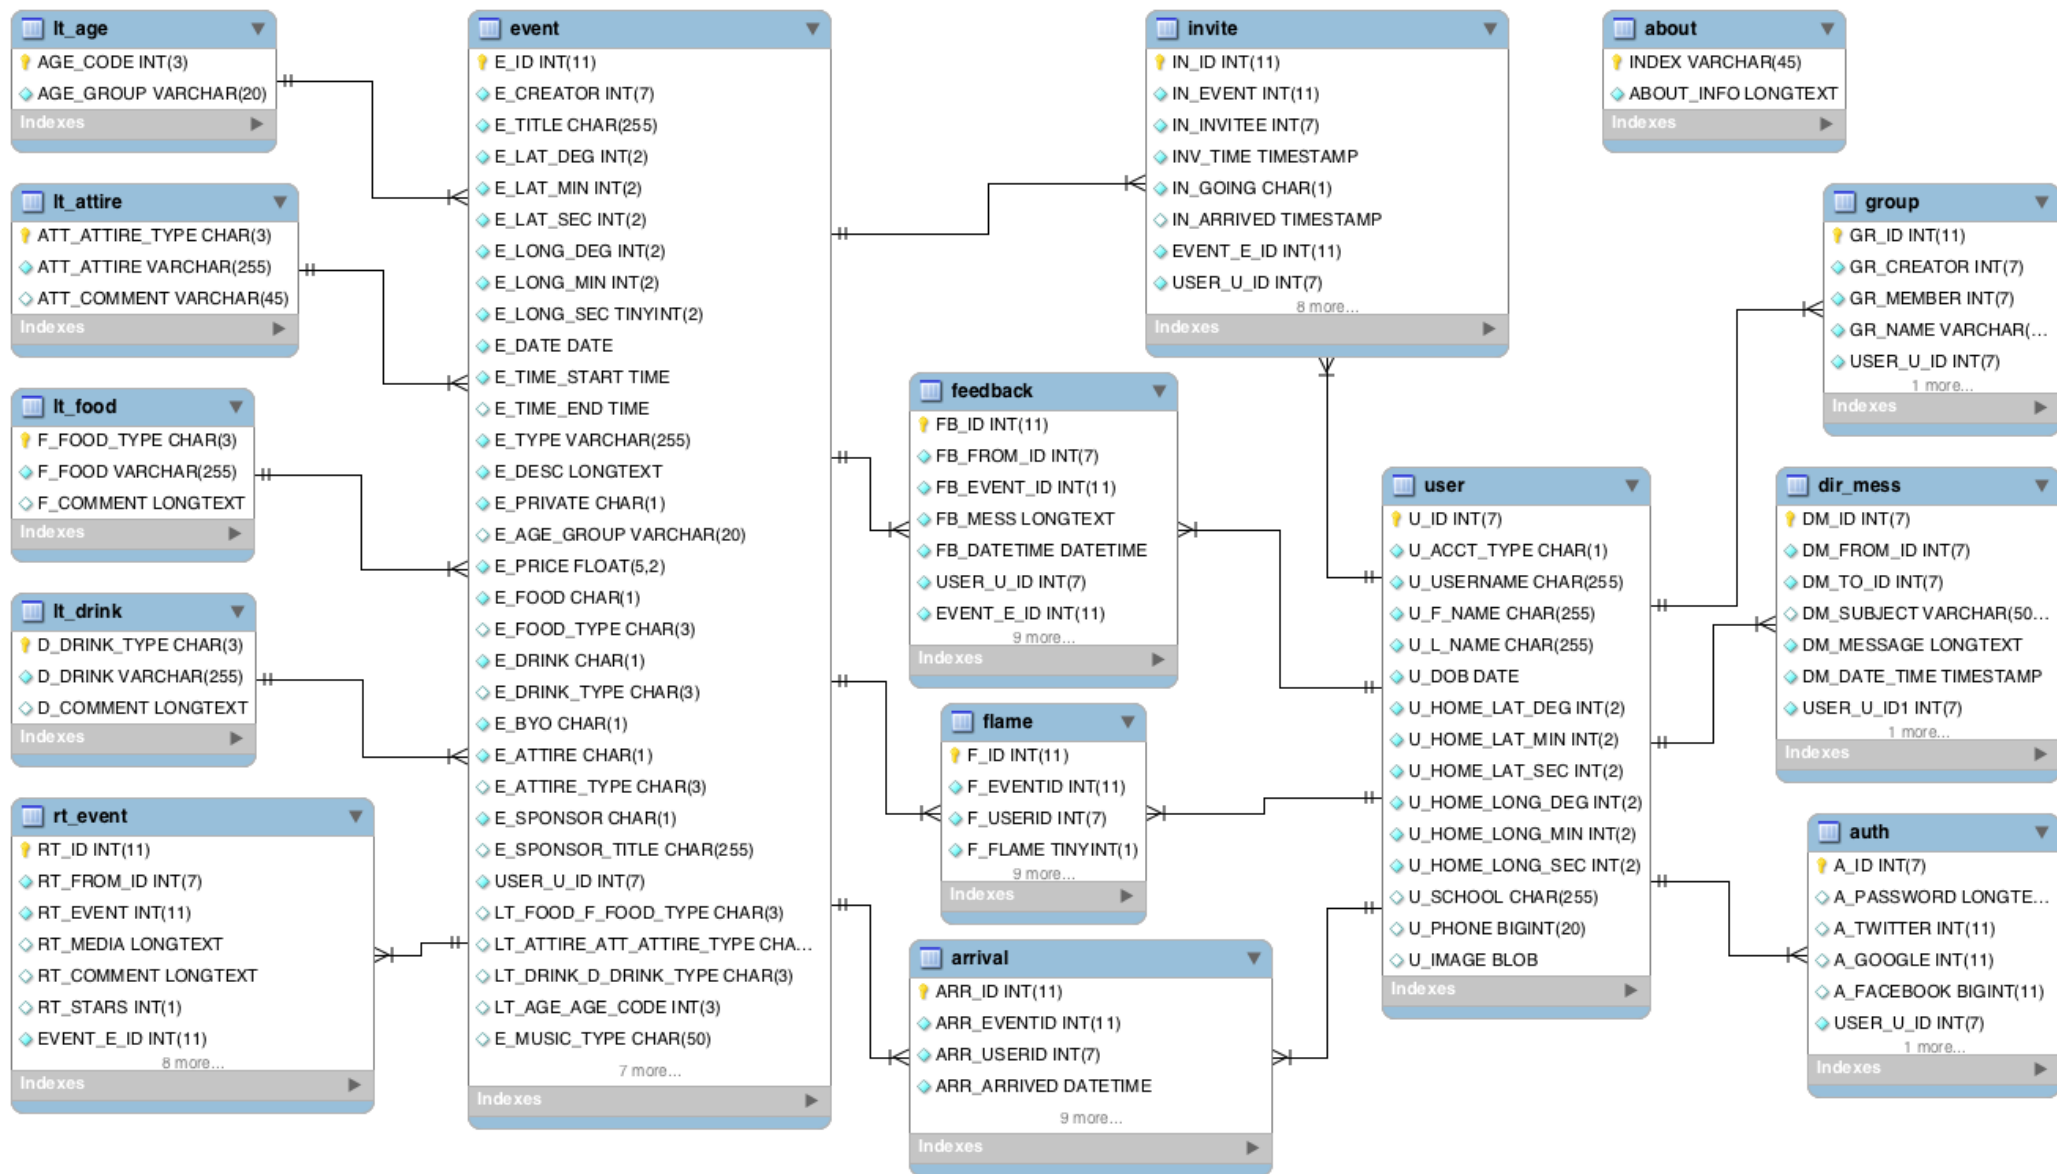 lt_age
AGE_CODE INT(3)
AGE_GROUP VARCHAR(20)
Indexes
lt_attire
ATT_ATTIRE_TYPE CHAR(3)
ATT_ATTIRE VARCHAR(255)
ATT_COMMENT VARCHAR(45)
Indexes
lt_food
F_FOOD_TYPE CHAR(3)
F_FOOD VARCHAR(255)
F_COMMENT LONGTEXT
Indexes
lt_drink
D_DRINK_TYPE CHAR(3)
D_DRINK VARCHAR(255)
D_COMMENT LONGTEXT
Indexes
rt_event
RT_ID INT(11)
RT_FROM_ID INT(7)
RT_EVENT INT(11)
RT_MEDIA LONGTEXT
RT_COMMENT LONGTEXT
RT_STARS INT(1)
EVENT_E_ID INT(11)
8 more...
Indexes
event
E_ID INT(11)
E_CREATOR INT(7)
E_TITLE CHAR(255)
E_LAT_DEG INT(2)
E_LAT_MIN INT(2)
E_LAT_SEC INT(2)
E_LONG_DEG INT(2)
E_LONG_MIN INT(2)
E_LONG_SEC TINYINT(2)
E_DATE DATE
E_TIME_START TIME
E_TIME_END TIME
E_TYPE VARCHAR(255)
E_DESC LONGTEXT
E_PRIVATE CHAR(1)
E_AGE_GROUP VARCHAR(20)
E_PRICE FLOAT(5,2)
E_FOOD CHAR(1)
E_FOOD_TYPE CHAR(3)
E_DRINK CHAR(1)
E_DRINK_TYPE CHAR(3)
E_BYO CHAR(1)
E_ATTIRE CHAR(1)
E_ATTIRE_TYPE CHAR(3)
E_SPONSOR CHAR(1)
E_SPONSOR_TITLE CHAR(255)
USER_U_ID INT(7)
LT_FOOD_F_FOOD_TYPE CHAR(3)
LT_ATTIRE_ATT_ATTIRE_TYPE CHA...
LT_DRINK_D_DRINK_TYPE CHAR(3)
LT_AGE_AGE_CODE INT(3)
E_MUSIC_TYPE CHAR(50)
7 more...
Indexes
invite
IN_ID INT(11)
IN_EVENT INT(11)
IN_INVITEE INT(7)
INV_TIME TIMESTAMP
IN_GOING CHAR(1)
IN_ARRIVED TIMESTAMP
EVENT_E_ID INT(11)
USER_U_ID INT(7)
8 more...
Indexes
feedback
FB_ID INT(11)
FB_FROM_ID INT(7)
FB_EVENT_ID INT(11)
FB_MESS LONGTEXT
FB_DATETIME DATETIME
USER_U_ID INT(7)
EVENT_E_ID INT(11)
9 more...
Indexes
flame
F_ID INT(11)
F_EVENTID INT(11)
F_USERID INT(7)
F_FLAME TINYINT(1)
9 more...
Indexes
arrival
ARR_ID INT(11)
ARR_EVENTID INT(11)
ARR_USERID INT(7)
ARR_ARRIVED DATETIME
9 more...
Indexes
user
U_ID INT(7)
U_ACCT_TYPE CHAR(1)
U_USERNAME CHAR(255)
U_F_NAME CHAR(255)
U_L_NAME CHAR(255)
U_DOB DATE
U_HOME_LAT_DEG INT(2)
U_HOME_LAT_MIN INT(2)
U_HOME_LAT_SEC INT(2)
U_HOME_LONG_DEG INT(2)
U_HOME_LONG_MIN INT(2)
U_HOME_LONG_SEC INT(2)
U_SCHOOL CHAR(255)
U_PHONE BIGINT(20)
U_IMAGE BLOB
Indexes
about
INDEX VARCHAR(45)
ABOUT_INFO LONGTEXT
Indexes
group
GR_ID INT(11)
GR_CREATOR INT(7)
GR_MEMBER INT(7)
GR_NAME VARCHAR(...
USER_U_ID INT(7)
1 more...
Indexes
dir_mess
DM_ID INT(7)
DM_FROM_ID INT(7)
DM_TO_ID INT(7)
DM_SUBJECT VARCHAR(50...
DM_MESSAGE LONGTEXT
DM_DATE_TIME TIMESTAMP
USER_U_ID1 INT(7)
1 more...
Indexes
auth
A_ID INT(7)
A_PASSWORD LONGTE...
A_TWITTER INT(11)
A_GOOGLE INT(11)
A_FACEBOOK BIGINT(11)
USER_U_ID INT(7)
1 more...
Indexes